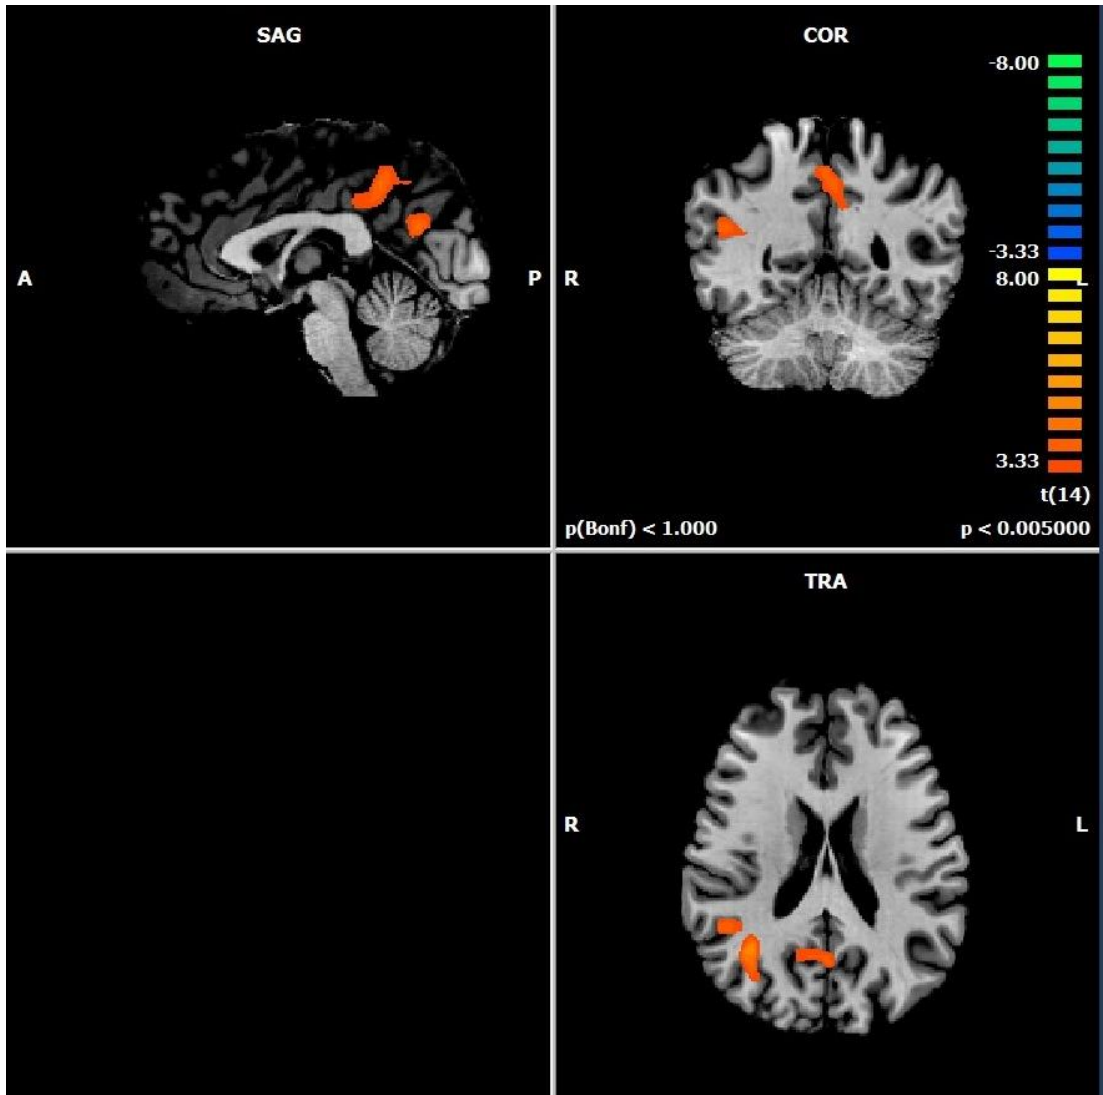 SAG
A
P
COR
R
L
-8.00
-3.33
8.00
3.33
t(14)
p(Bonf) < 1.000
p < 0.005000
TRA
R
L